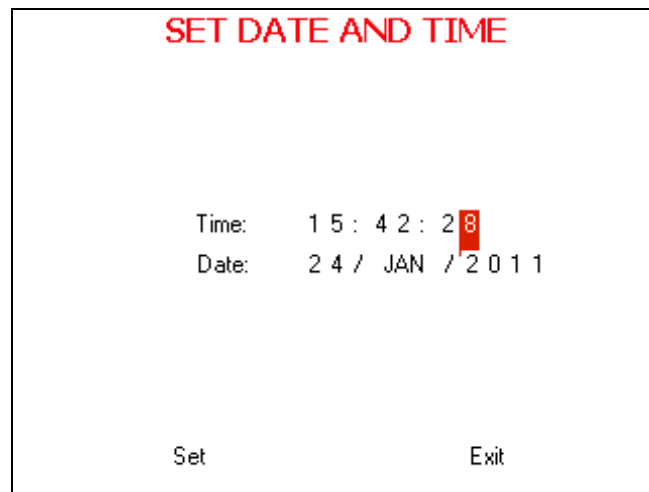 SET DATE AND TIME
Time: 15:42:28
Date: 24/ JAN /2011
Set Exit